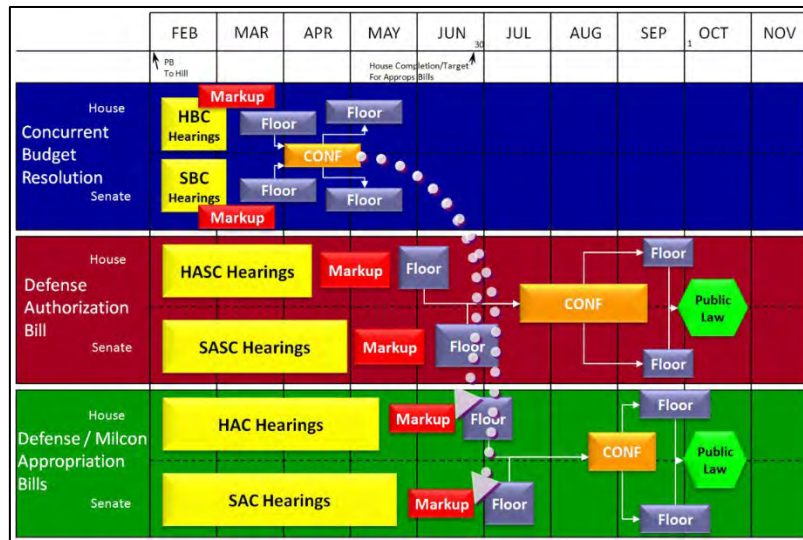 FEB MAR APR MAY JUN JUL AUG SEP OCT NOV
30 1
PB
To Hill
House Completion/Target
For Approps Bills
House
Concurrent
Budget
Resolution
Senate
HBC
Hearings
Markup
Floor
Floor
CONF
SBC
Hearings
Markup
Floor
Floor
House
Defense
Authorization
Bill
Senate
HASC Hearings
Markup
Floor
SASC Hearings
Markup
Floor
CONF
Floor
Floor
Public
Law
House
Defense / Milcon
Appropriation
Bills
Senate
HAC Hearings
Markup
Floor
SAC Hearings
Markup
Floor
CONF
Floor
Floor
Public
Law